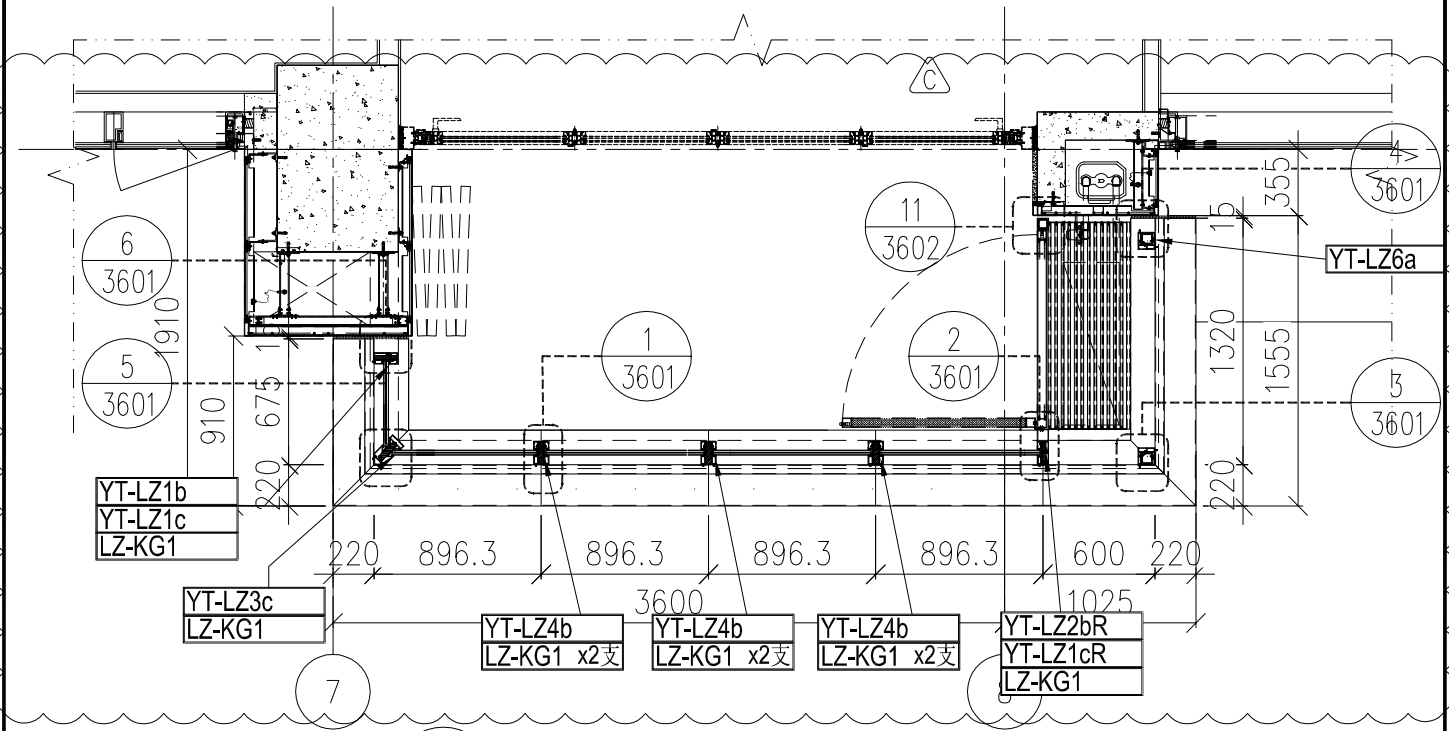 C
4
3601
355
15
11
3602
6
3601
YT-LZ6a
1910
1
3601
2
3601
1320
1555
1
5
3601
675
910
3
3601
220
220
YT-LZ1b
YT-LZ1c
LZ-KG1
220
896.3
896.3
896.3
896.3
600
220
3600
1025
YT-LZ3c
LZ-KG1
YT-LZ4b
LZ-KG1 x2支
YT-LZ4b
LZ-KG1 x2支
YT-LZ4b
LZ-KG1 x2支
YT-LZ2bR
YT-LZ1cR
LZ-KG1
7